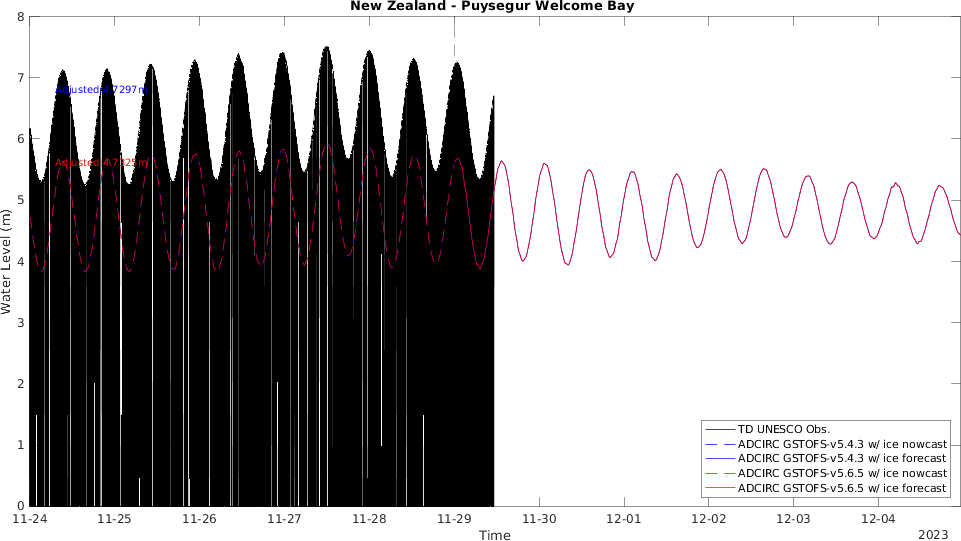 New Zealand - Puysegur Welcome Bay
8
7
6
5
4
3
2
1
0
Water Level (m)
Adjusted 4.7297m
TD UNESCO Obs.
ADCIRC GSTOFS-v5.4.3 w/ ice nowcast
ADCIRC GSTOFS-v5.4.3 w/ ice forecast
ADCIRC GSTOFS-v5.6.5 w/ ice nowcast
ADCIRC GSTOFS-v5.6.5 w/ ice forecast
11-24 11-25 11-26 11-27 11-28 11-29 11-30 12-01 12-02 12-03 12-04
Time
2023